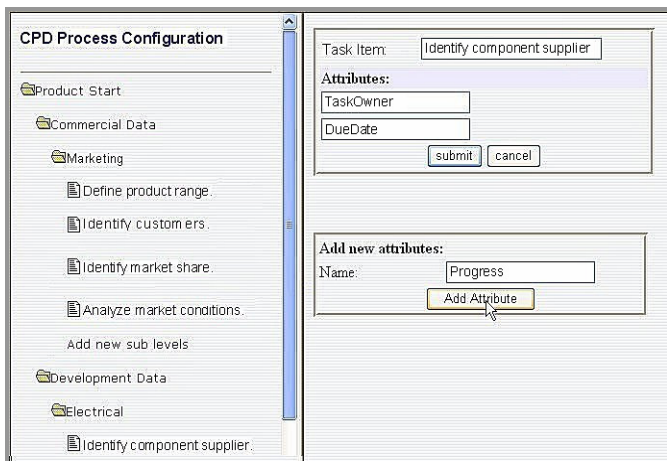 CPD Process Configuration
Product Start
Commercial Data
Marketing
Define product range.
Identify customers.
Identify market share.
Analyze market conditions.
Add new sub levels
Development Data
Electrical
Identify component supplier.
Task Item: Identify component supplier
Attributes:
TaskOwner
DueDate
submit cancel
Add new attributes:
Name: Progress
Add Attribute